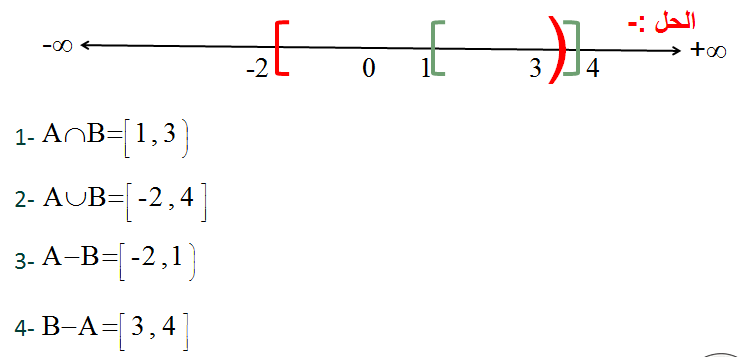 الحل :-
-∞ +∞
-2 0 1 3 4
1- A∩B=[ 1 , 3 )
2- A∪B=[ -2 , 4 ]
3- A−B=[ -2 , 1 )
4- B−A=[ 3 , 4 ]